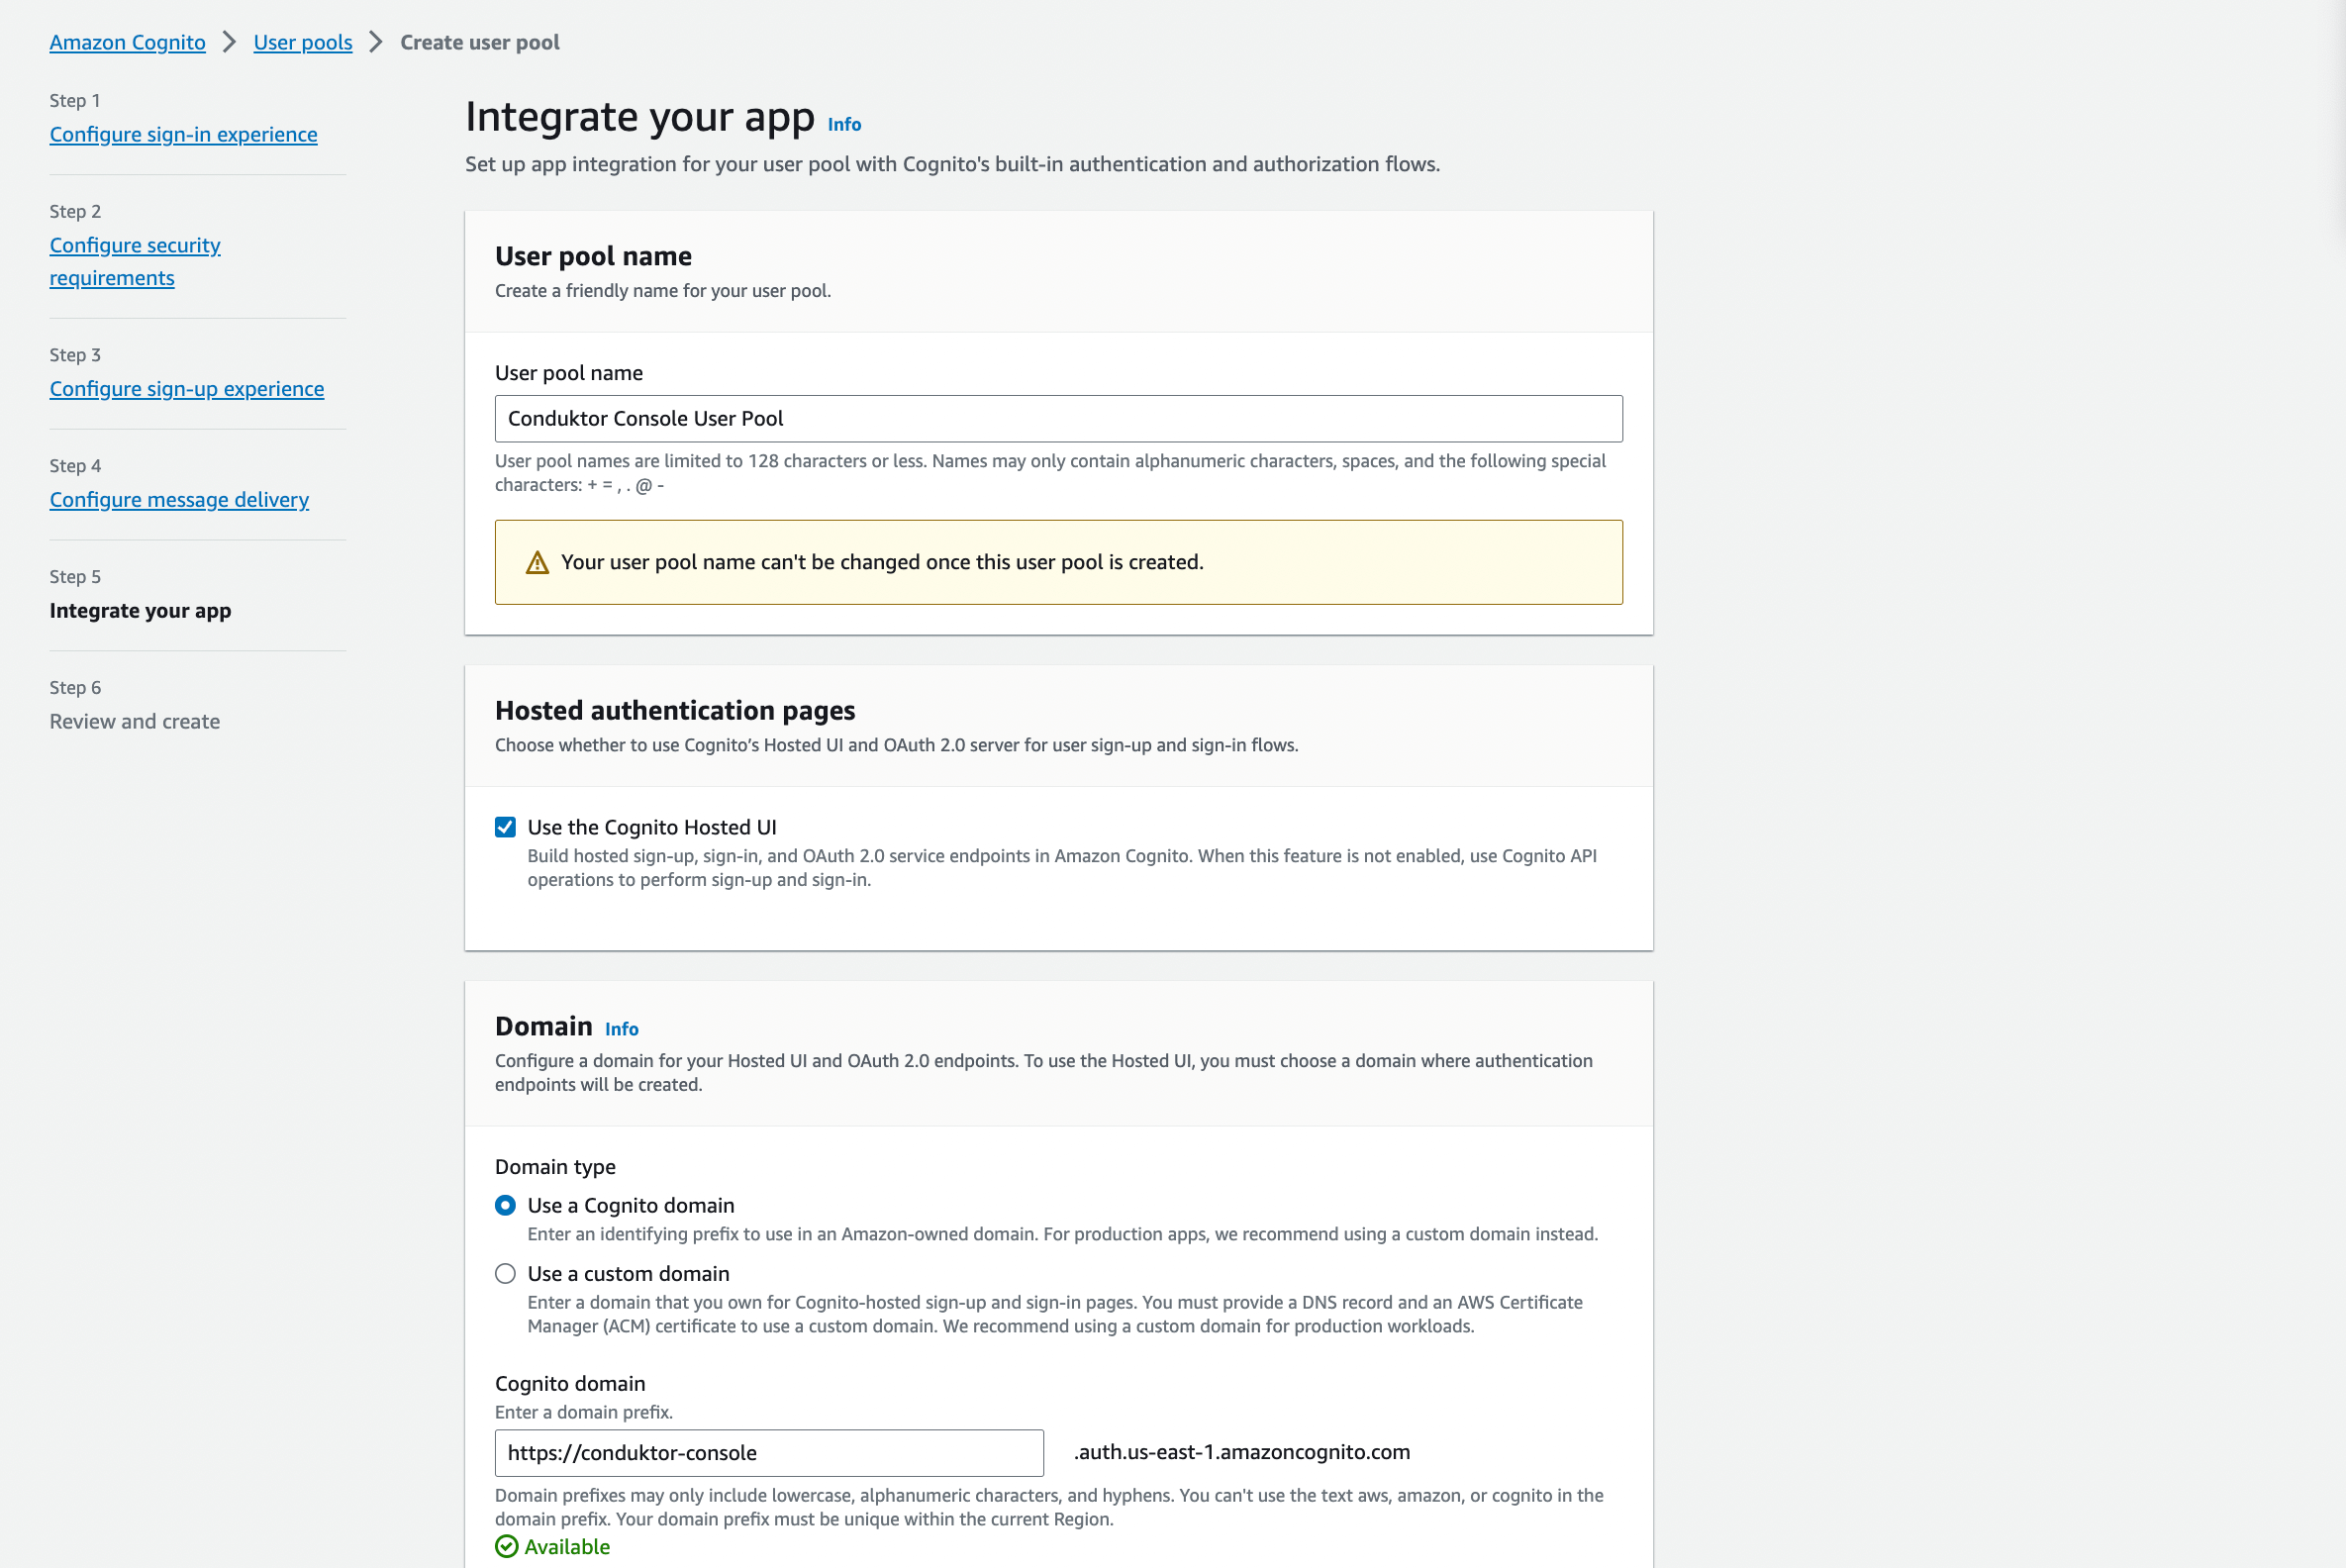 Amazon Cognito > User pools > Create user pool
Step 1
Configure sign-in experience
Step 2
Configure security
requirements
Step 3
Configure sign-up experience
Step 4
Configure message delivery
Step 5
Integrate your app
Step 6
Review and create
Integrate your app Info
Set up app integration for your user pool with Cognito's built-in authentication and authorization flows.
User pool name
Create a friendly name for your user pool.
User pool name
Conduktor Console User Pool
User pool names are limited to 128 characters or less. Names may only contain alphanumeric characters, spaces, and the following special
characters: + = , . @ -
Your user pool name can't be changed once this user pool is created.
Hosted authentication pages
Choose whether to use Cognito’s Hosted UI and OAuth 2.0 server for user sign-up and sign-in flows.
Use the Cognito Hosted UI
Build hosted sign-up, sign-in, and OAuth 2.0 service endpoints in Amazon Cognito. When this feature is not enabled, use Cognito API
operations to perform sign-up and sign-in.
Domain Info
Configure a domain for your Hosted UI and OAuth 2.0 endpoints. To use the Hosted UI, you must choose a domain where authentication
endpoints will be created.
Domain type
Use a Cognito domain
Enter an identifying prefix to use in an Amazon-owned domain. For production apps, we recommend using a custom domain instead.
Use a custom domain
Enter a domain that you own for Cognito-hosted sign-up and sign-in pages. You must provide a DNS record and an AWS Certificate
Manager (ACM) certificate to use a custom domain. We recommend using a custom domain for production workloads.
Cognito domain
Enter a domain prefix.
https://conduktor-console .auth.us-east-1.amazoncognito.com
Domain prefixes may only include lowercase, alphanumeric characters, and hyphens. You can't use the text aws, amazon, or cognito in the
domain prefix. Your domain prefix must be unique within the current Region.
Available